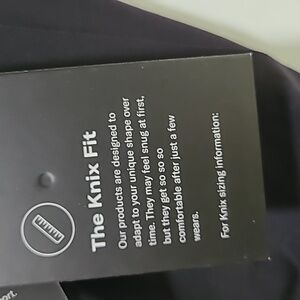 The Knix Fit
Our products are designed to
adapt to your unique shape over
time. They may feel snug at first,
but they get so so so
comfortable after just a few
wears.
For Knix sizing information: